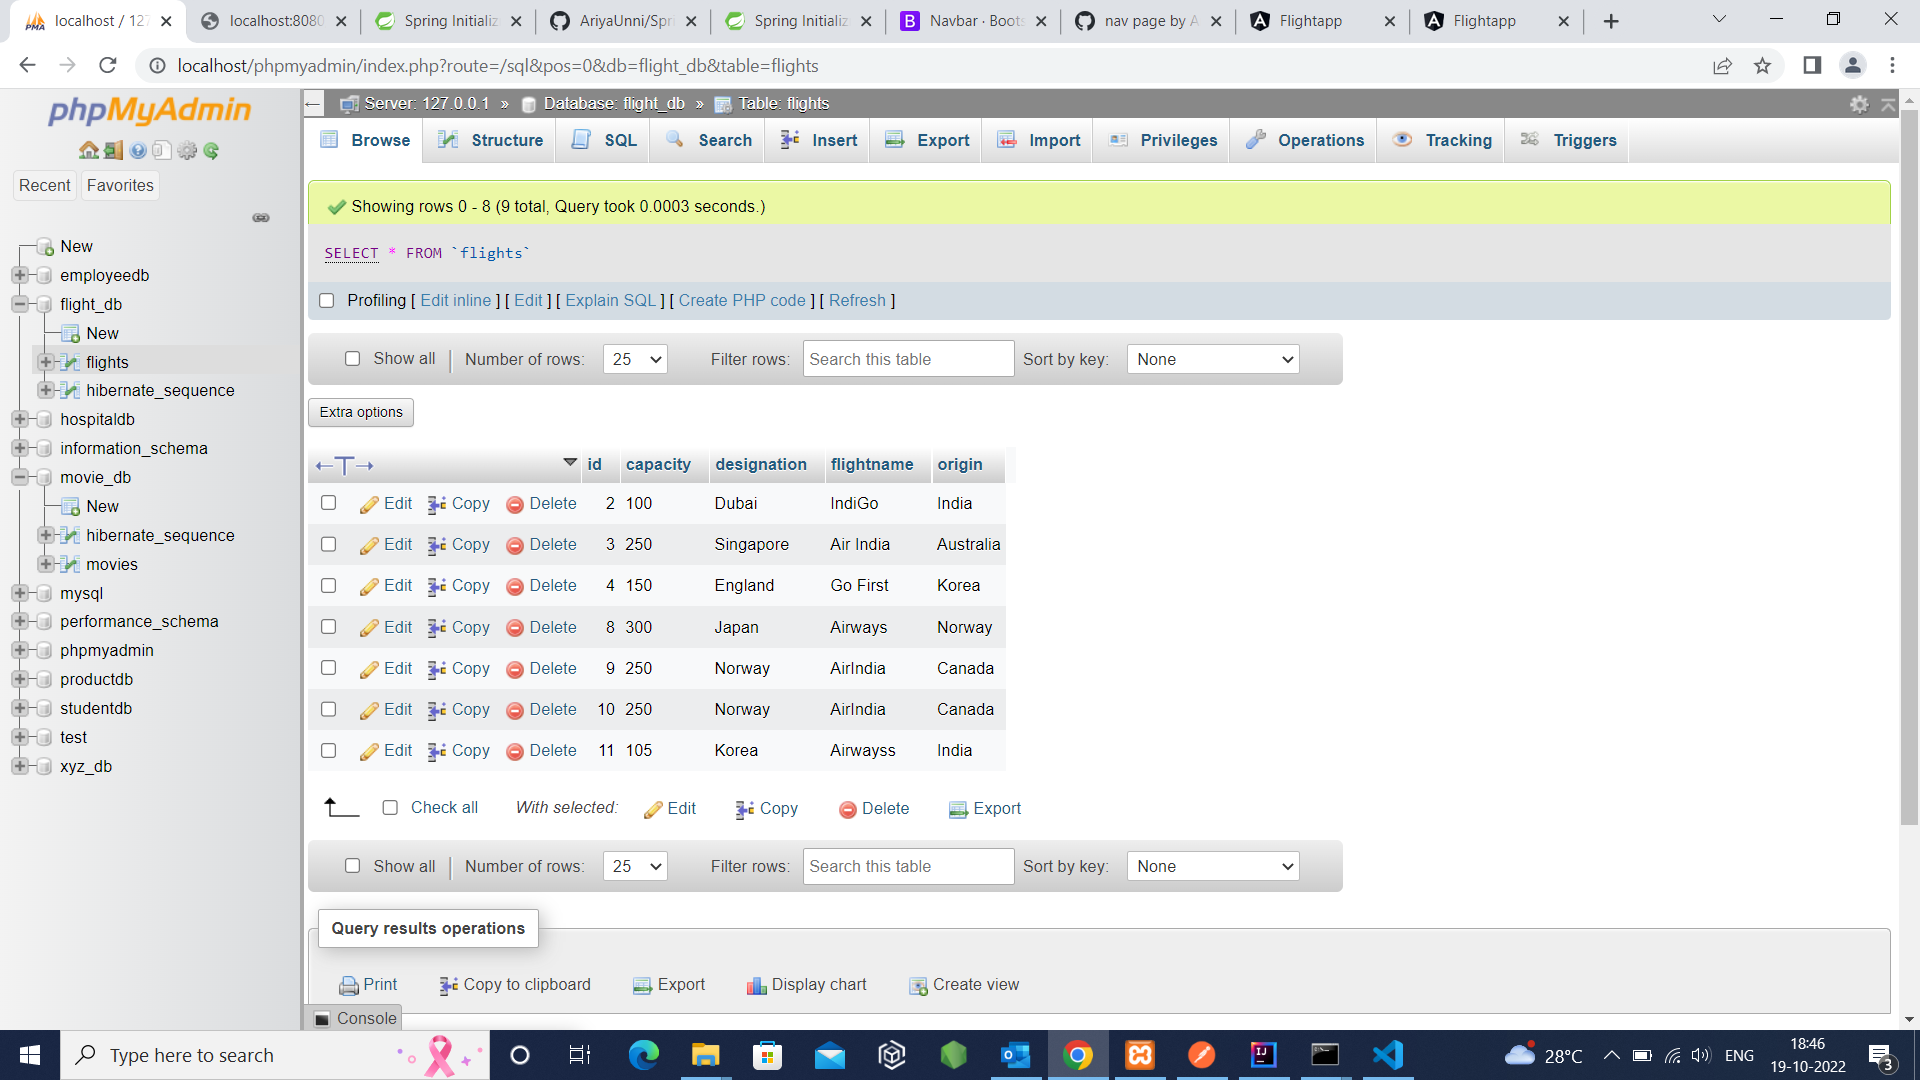 localhost / 127
localhost:8080
Spring Initializ
AriyaUnni/Spri
Spring Initializ
Navbar · Boots
nav page by A
Flightapp
Flightapp
localhost/phpmyadmin/index.php?route=/sql&pos=0&db=flight_db&table=flights
phpMyAdmin
Recent
Favorites
New
employeedb
flight_db
New
flights
hibernate_sequence
hospitaldb
information_schema
movie_db
New
hibernate_sequence
movies
mysql
performance_schema
phpmyadmin
productdb
studentdb
test
xyz_db
Server: 127.0.0.1 » Database: flight_db » Table: flights
Browse Structure SQL Search Insert Export Import Privileges Operations Tracking Triggers
Showing rows 0 - 8 (9 total, Query took 0.0003 seconds.)
SELECT * FROM `flights`
Profiling [ Edit inline ] [ Edit ] [ Explain SQL ] [ Create PHP code ] [ Refresh ]
Show all Number of rows: 25 Filter rows: Search this table Sort by key: None
Extra options
←T→ id capacity designation flightname origin
Edit Copy Delete 2 100 Dubai IndiGo India
Edit Copy Delete 3 250 Singapore Air India Australia
Edit Copy Delete 4 150 England Go First Korea
Edit Copy Delete 8 300 Japan Airways Norway
Edit Copy Delete 9 250 Norway AirIndia Canada
Edit Copy Delete 10 250 Norway AirIndia Canada
Edit Copy Delete 11 105 Korea Airwayss India
Check all With selected: Edit Copy Delete Export
Show all Number of rows: 25 Filter rows: Search this table Sort by key: None
Query results operations
Print Copy to clipboard Export Display chart Create view
Console
Type here to search
28°C
ENG
18:46
19-10-2022
3